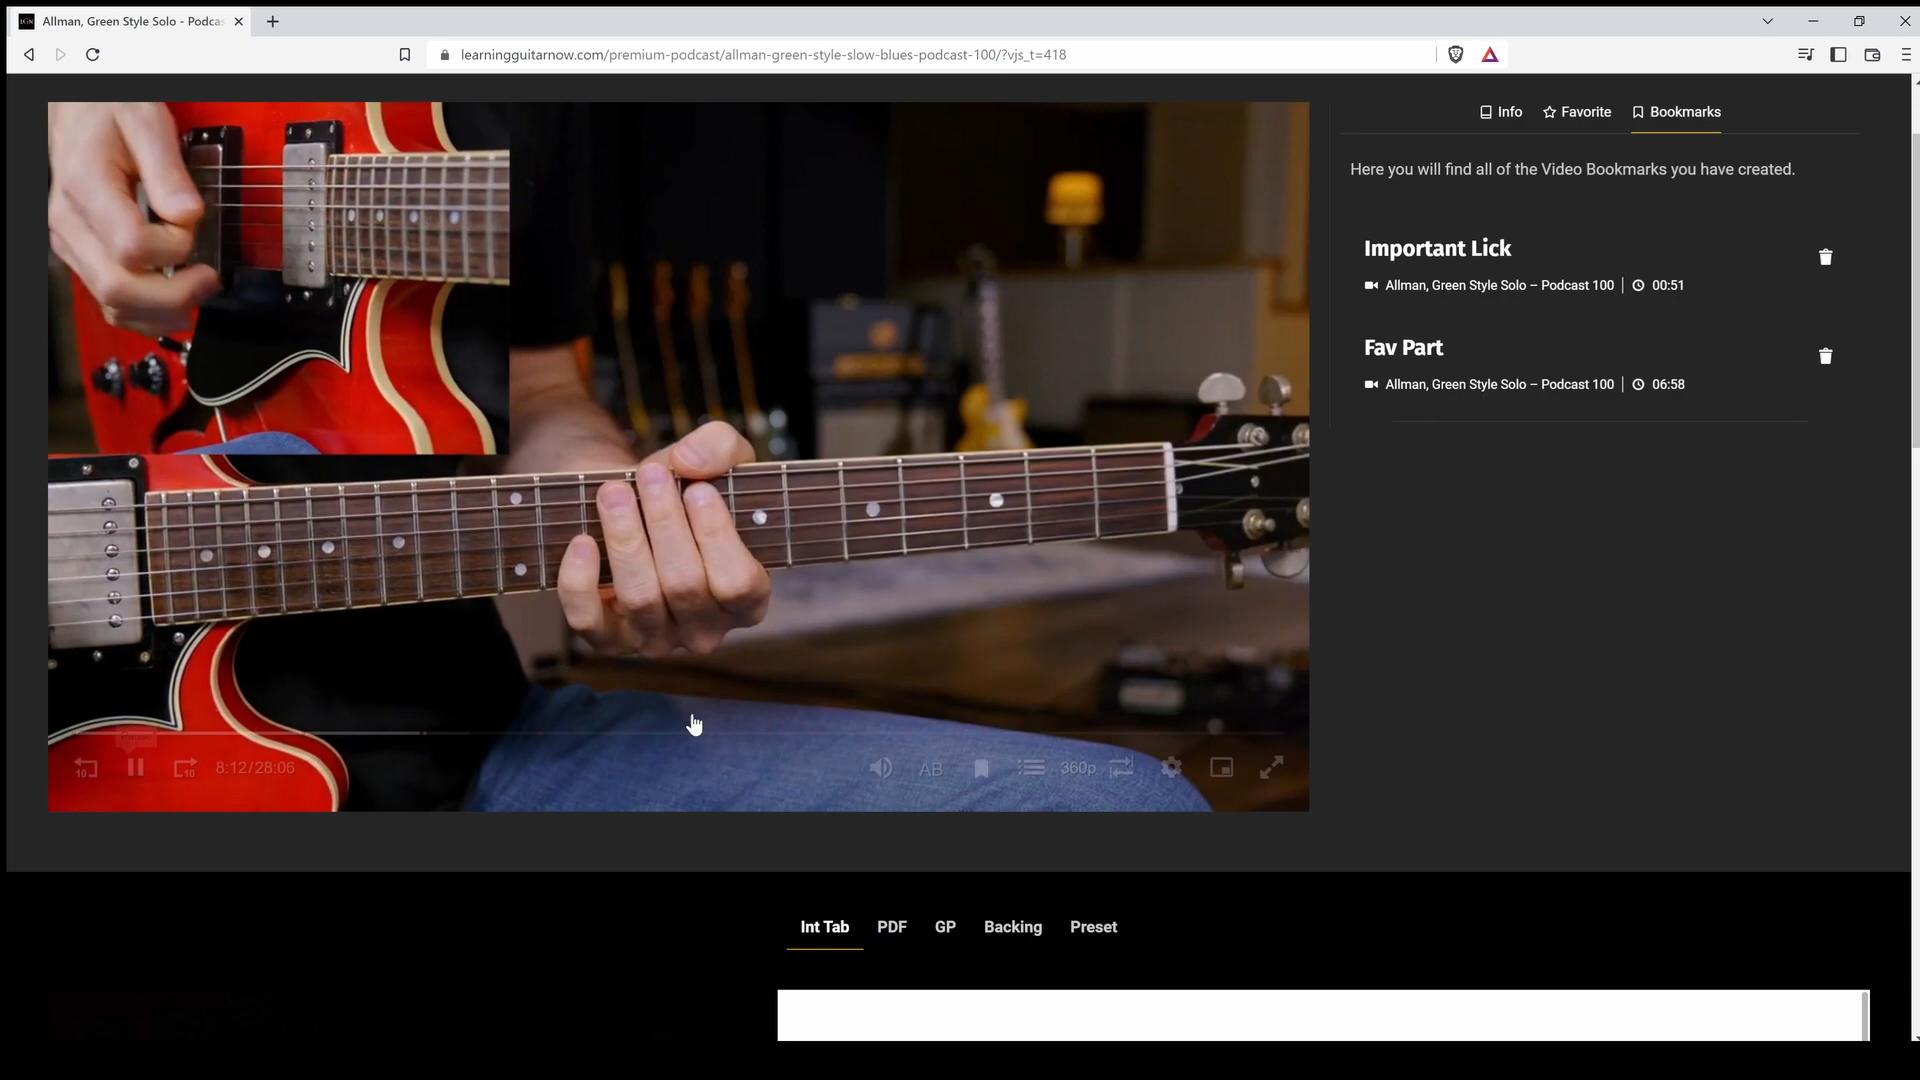 Allman, Green Style Solo - Podca
learningguitarnow.com/premium-podcast/allman-green-style-slow-blues-podcast-100/?vjs_t=418
Info Favorite Bookmarks
Here you will find all of the Video Bookmarks you have created.
Important Lick
Allman, Green Style Solo – Podcast 100 | 00:51
Fav Part
Allman, Green Style Solo – Podcast 100 | 06:58
10 10 8:12/28:06 AB 360p
Int Tab PDF GP Backing Preset